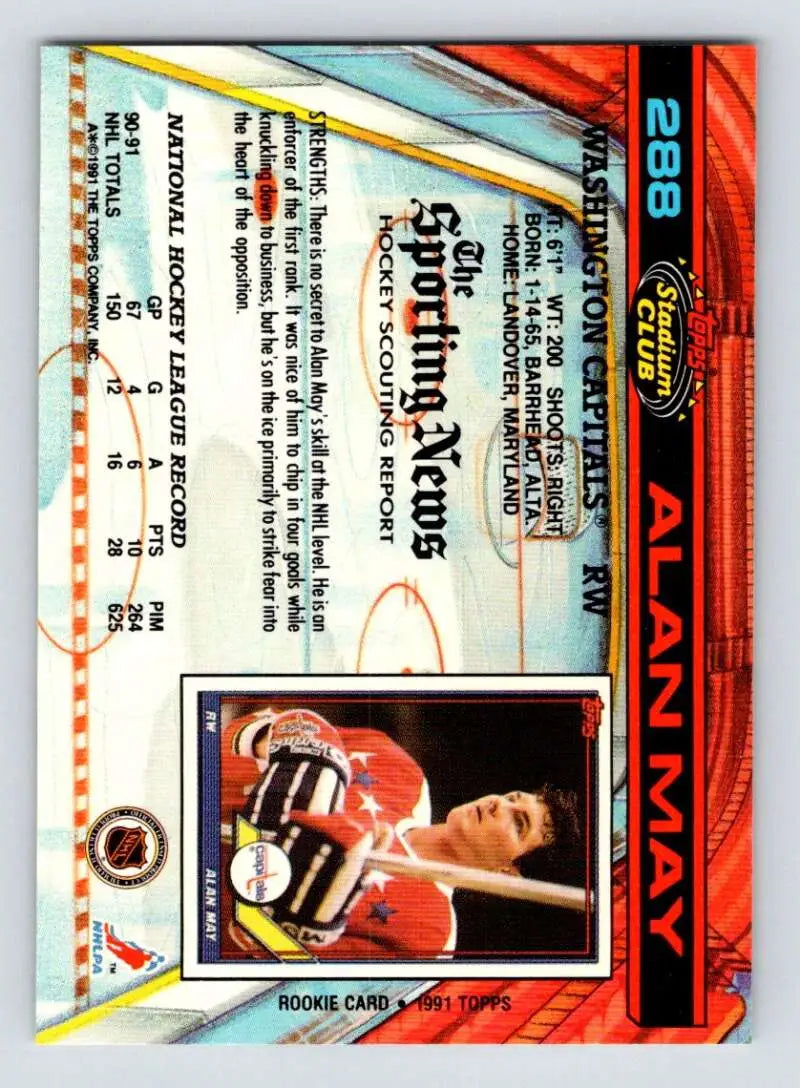 288
topps
Stadium
CLUB
ALAN MAY
WASHINGTON CAPITALS® RW
HT: 6'1" WT: 200 SHOOTS: RIGHT
BORN: 1-14-65, BARRHEAD, ALTA.
HOME: LANDOVER, MARYLAND
The
Sporting News
HOCKEY SCOUTING REPORT
STRENGTHS: There is no secret to Alan May's skill at the NHL level. He is an
enforcer of the first rank. It was nice of him to chip in four goals while
knuckling down to business, but he's on the ice primarily to strike fear into
the heart of the opposition.
NATIONAL HOCKEY LEAGUE RECORD
GP G A PTS PIM
90-91 67 4 6 10 264
NHL TOTALS 150 12 16 28 625
A*©1991 THE TOPPS COMPANY, INC.
topps
capitals
capitals
RW ALAN MAY
ROOKIE CARD • 1991 TOPPS
NHL
NHLPA
TM